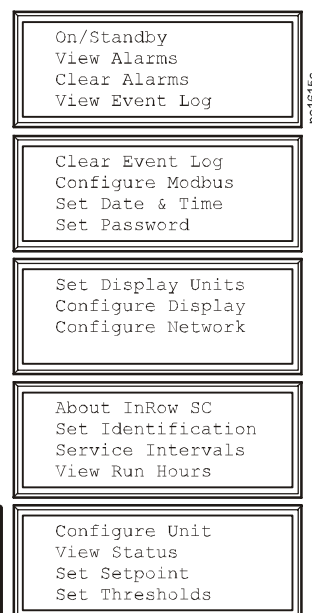 On/Standby
View Alarms
Clear Alarms
View Event Log
Clear Event Log
Configure Modbus
Set Date & Time
Set Password
Set Display Units
Configure Display
Configure Network
About InRow SC
Set Identification
Service Intervals
View Run Hours
Configure Unit
View Status
Set Setpoint
Set Thresholds